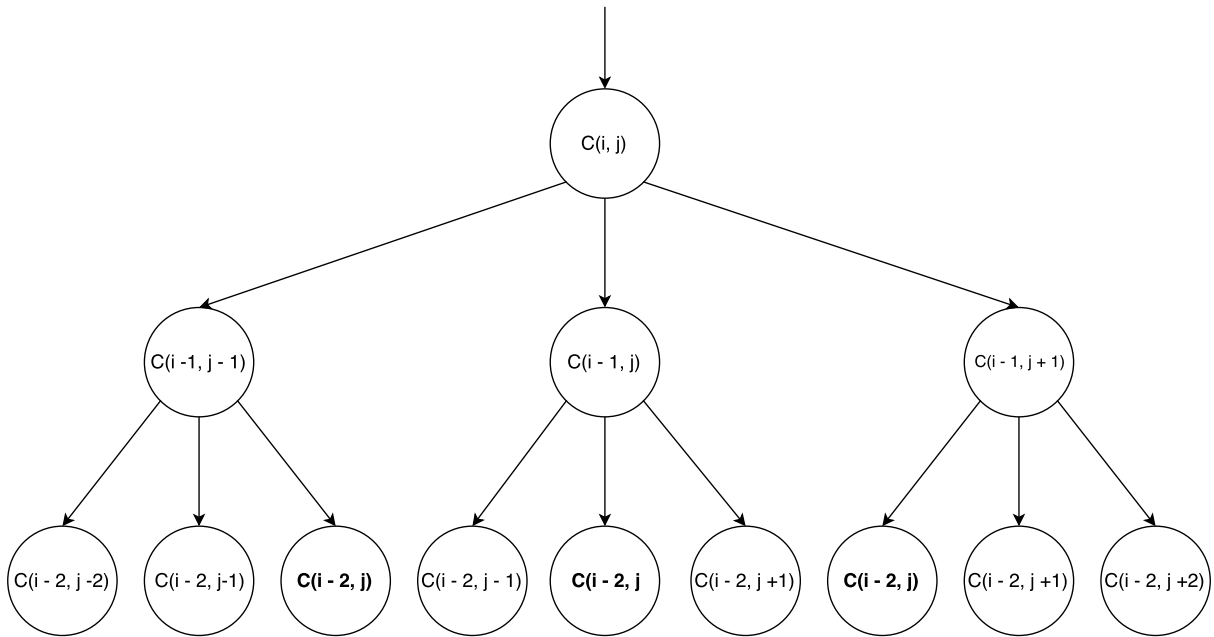 C(i, j)
C(i -1, j - 1)
C(i - 1, j)
C(i - 1, j + 1)
C(i - 2, j -2)
C(i - 2, j-1)
C(i - 2, j)
C(i - 2, j - 1)
C(i - 2, j
C(i - 2, j +1)
C(i - 2, j)
C(i - 2, j +1)
C(i - 2, j +2)